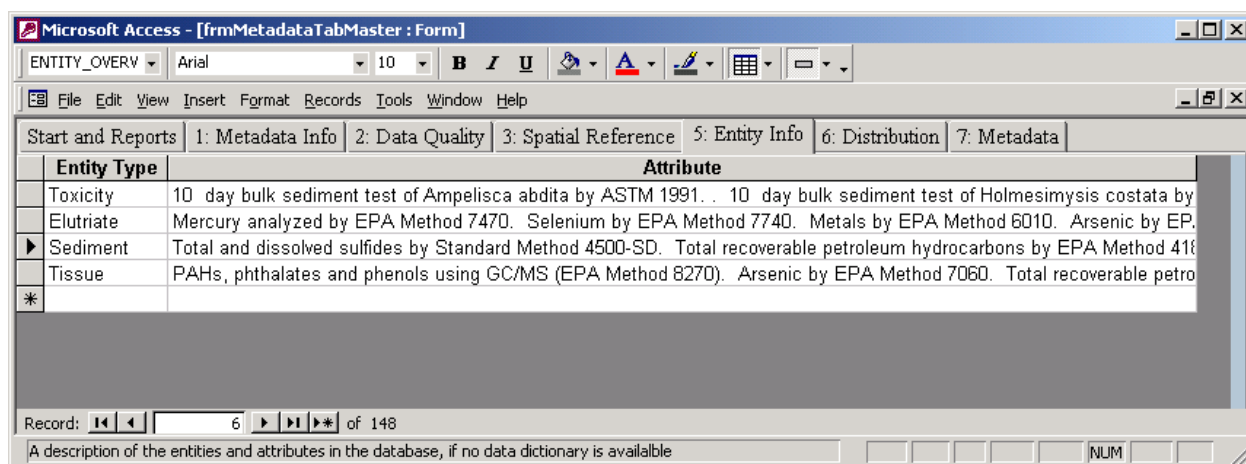 Microsoft Access - [frmMetadataTabMaster : Form]
ENTITY_OVERV Arial 10 B I U A
File Edit View Insert Format Records Tools Window Help
Start and Reports 1: Metadata Info 2: Data Quality 3: Spatial Reference 5: Entity Info 6: Distribution 7: Metadata
Entity Type Attribute
Toxicity 10 day bulk sediment test of Ampelisca abdita by ASTM 1991. . 10 day bulk sediment test of Holmesimysis costata by
Elutriate Mercury analyzed by EPA Method 7470. Selenium by EPA Method 7740. Metals by EPA Method 6010. Arsenic by EP
Sediment Total and dissolved sulfides by Standard Method 4500-SD. Total recoverable petroleum hydrocarbons by EPA Method 418
Tissue PAHs, phthalates and phenols using GC/MS (EPA Method 8270). Arsenic by EPA Method 7060. Total recoverable petro
Record: 6 of 148
A description of the entities and attributes in the database, if no data dictionary is availalble NUM